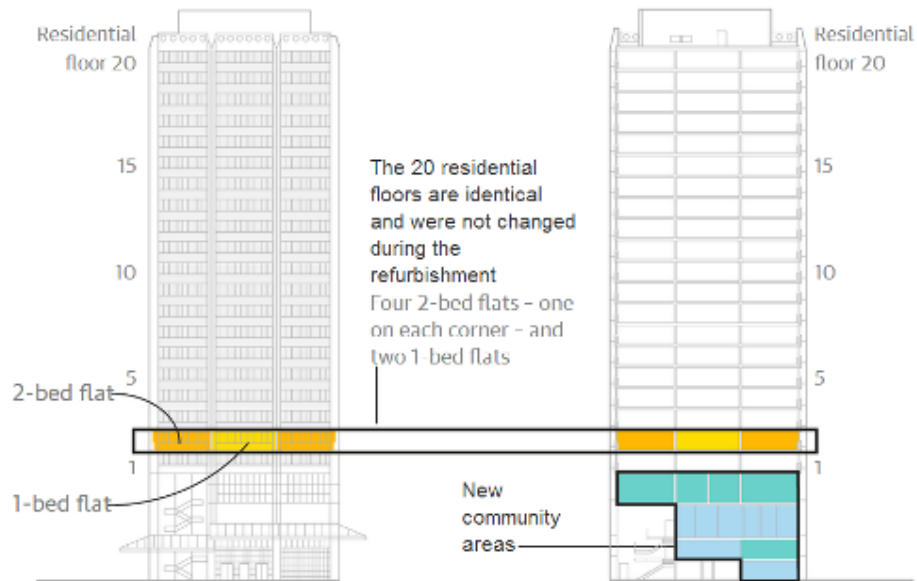 Residential
floor 20
15
10
5
2-bed flat
1
1-bed flat
The 20 residential
floors are identical
and were not changed
during the
refurbishment
Four 2-bed flats – one
on each corner – and
two 1-bed flats
New
community
areas
Residential
floor 20
15
10
5
1